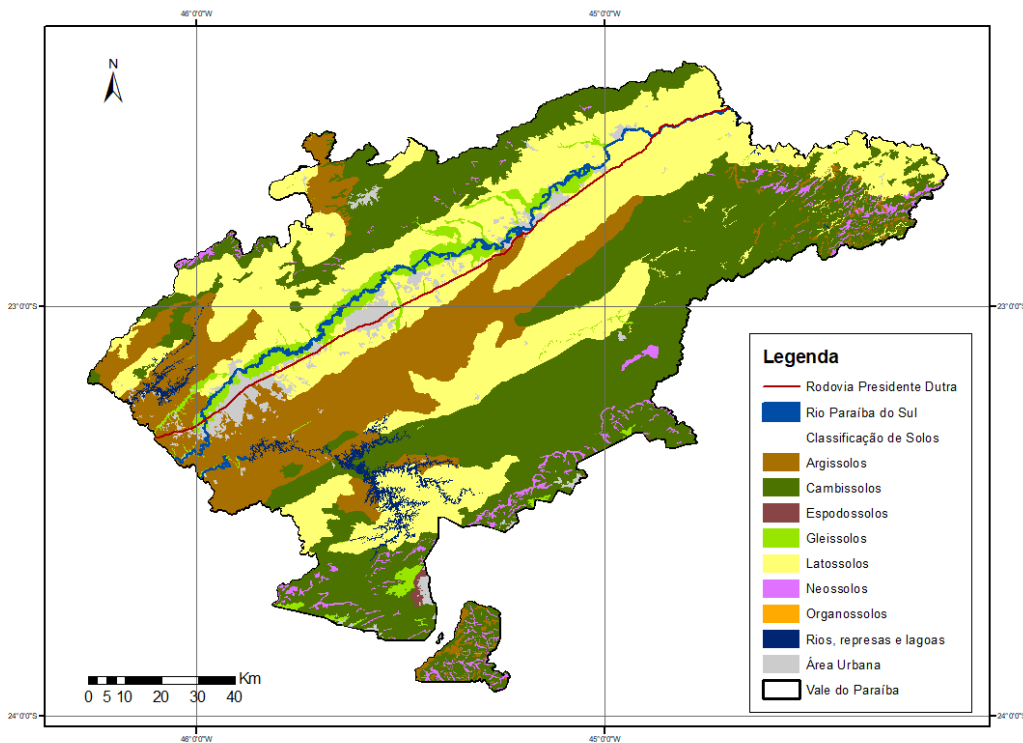 46°0'0"W 45°0'0"W
N
23°0'0"S 23°0'0"S
Legenda
Rodovia Presidente Dutra
Rio Paraíba do Sul
Classificação de Solos
Argissolos
Cambissolos
Espodossolos
Gleissolos
Latossolos
Neossolos
Organossolos
Rios, represas e lagoas
Área Urbana
Vale do Paraíba
Km
0 5 10 20 30 40
24°0'0"S 24°0'0"S
46°0'0"W 45°0'0"W